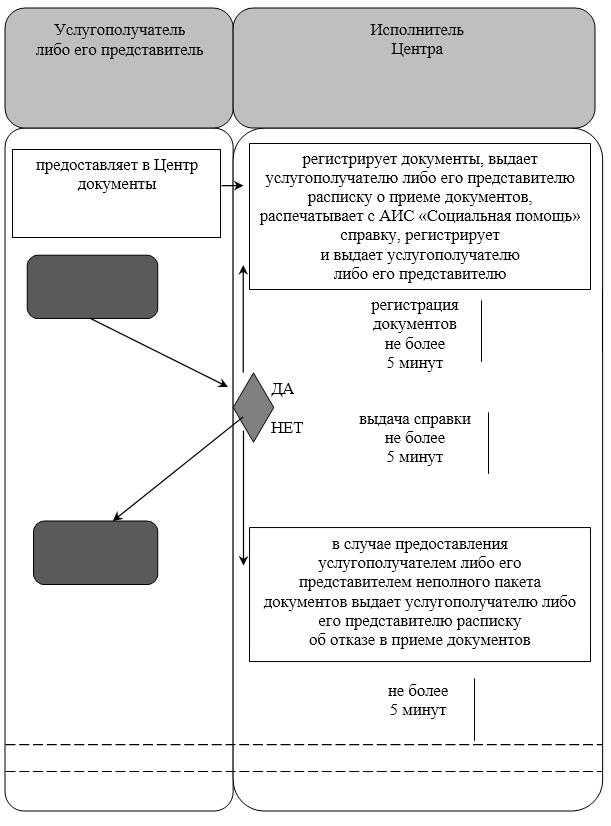 Услугополучатель
либо его представитель
Исполнитель
Центра
предоставляет в Центр
документы
регистрирует документы, выдает
услугополучателю либо его представителю
расписку о приеме документов,
распечатывает с АИС «Социальная помощь»
справку, регистрирует
и выдает услугополучателю
либо его представителю
регистрация
документов
не более
5 минут
ДА
НЕТ
выдача справки
не более
5 минут
в случае предоставления
услугополучателем либо его
представителем неполного пакета
документов выдает услугополучателю либо
его представителю расписку
об отказе в приеме документов
не более
5 минут